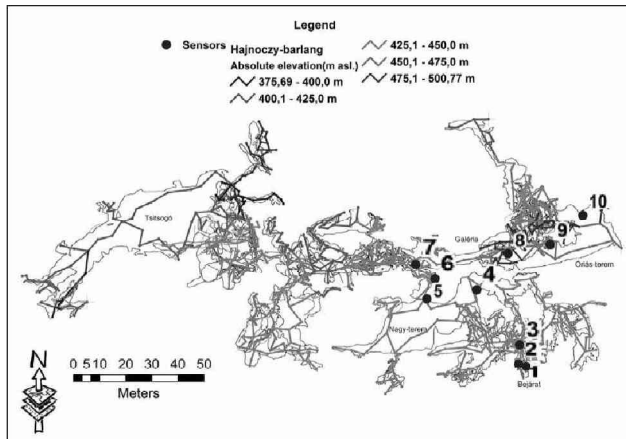 Legend
Sensors
Hajnoczy-barlang
Absolute elevation(m asl.)
375,69 - 400,0 m
400,1 - 425,0 m
425,1 - 450,0 m
450,1 - 475,0 m
475,1 - 500,77 m
Tsitsogó
Galéria
Óriás-terem
Nagy-terem
Bejárat
10
9
8
7
6
5
4
3
2
1
N
0 5 10 20 30 40 50
Meters